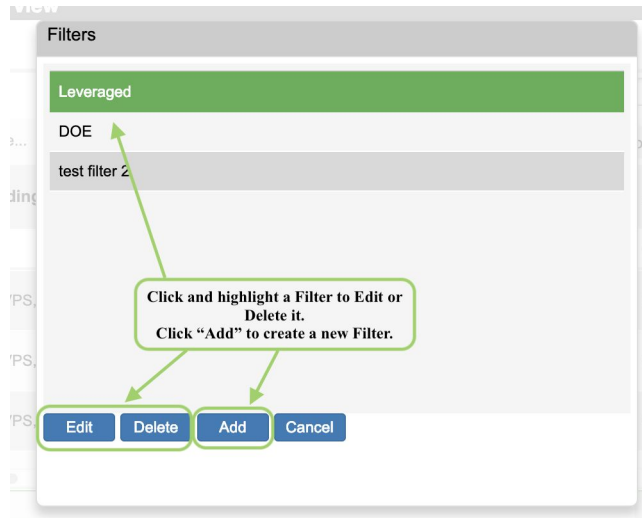 View
Filters
Leveraged
DOE
test filter 2
Click and highlight a Filter to Edit or
Delete it.
Click “Add” to create a new Filter.
Edit Delete Add Cancel